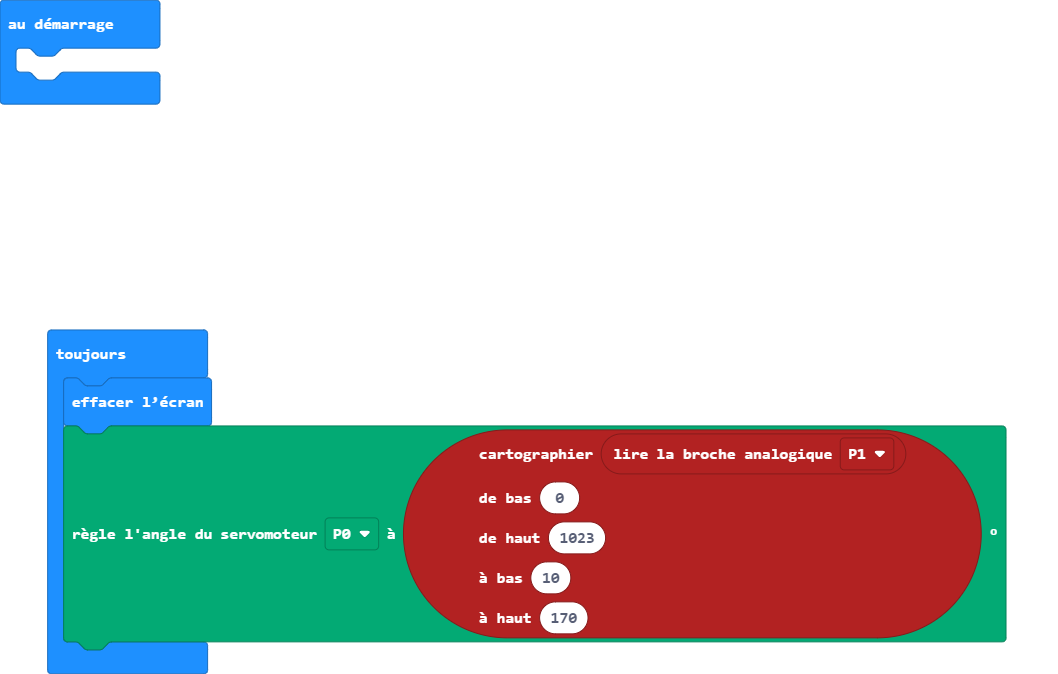 au démarrage
toujours
effacer l’écran
cartographier lire la broche analogique P1
de bas 0
de haut 1023
règle l'angle du servomoteur P0 à °
à bas 10
à haut 170